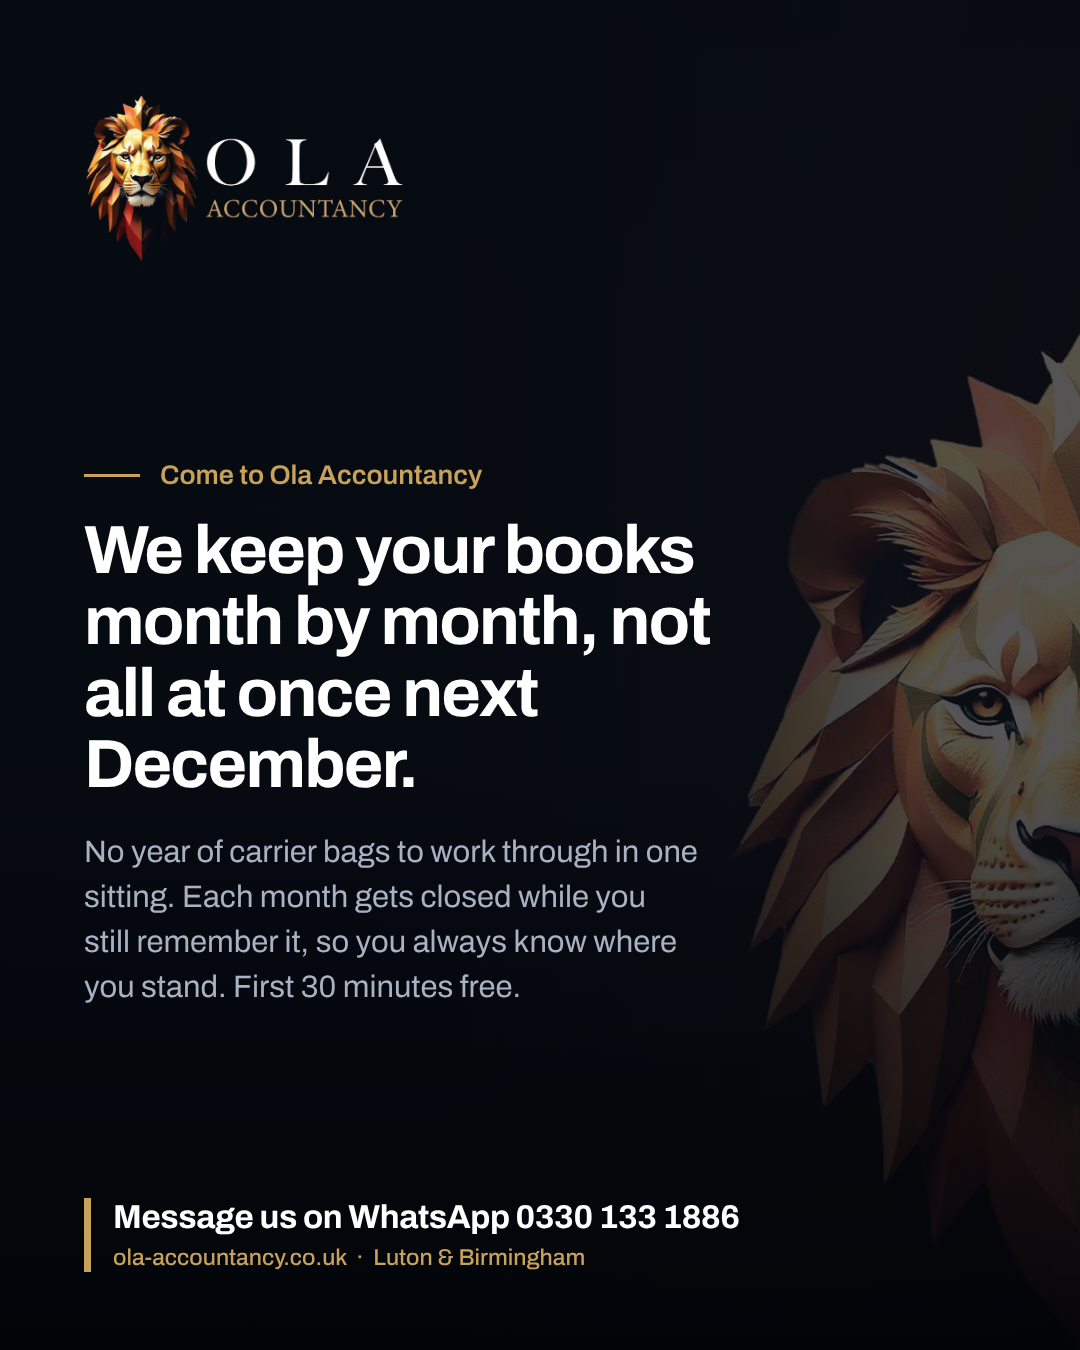 OLA
ACCOUNTANCY
Come to Ola Accountancy
We keep your books
month by month, not
all at once next
December.
No year of carrier bags to work through in one
sitting. Each month gets closed while you
still remember it, so you always know where
you stand. First 30 minutes free.
Message us on WhatsApp 0330 133 1886
ola-accountancy.co.uk · Luton & Birmingham